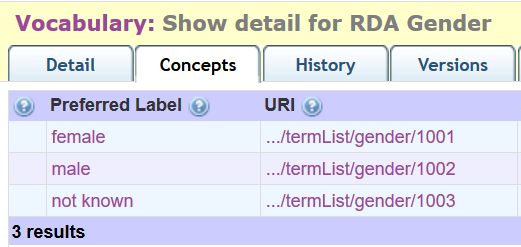 Vocabulary: Show detail for RDA Gender
Detail Concepts History Versions
? Preferred Label ? URI ?
female .../termList/gender/1001
male .../termList/gender/1002
not known .../termList/gender/1003
3 results